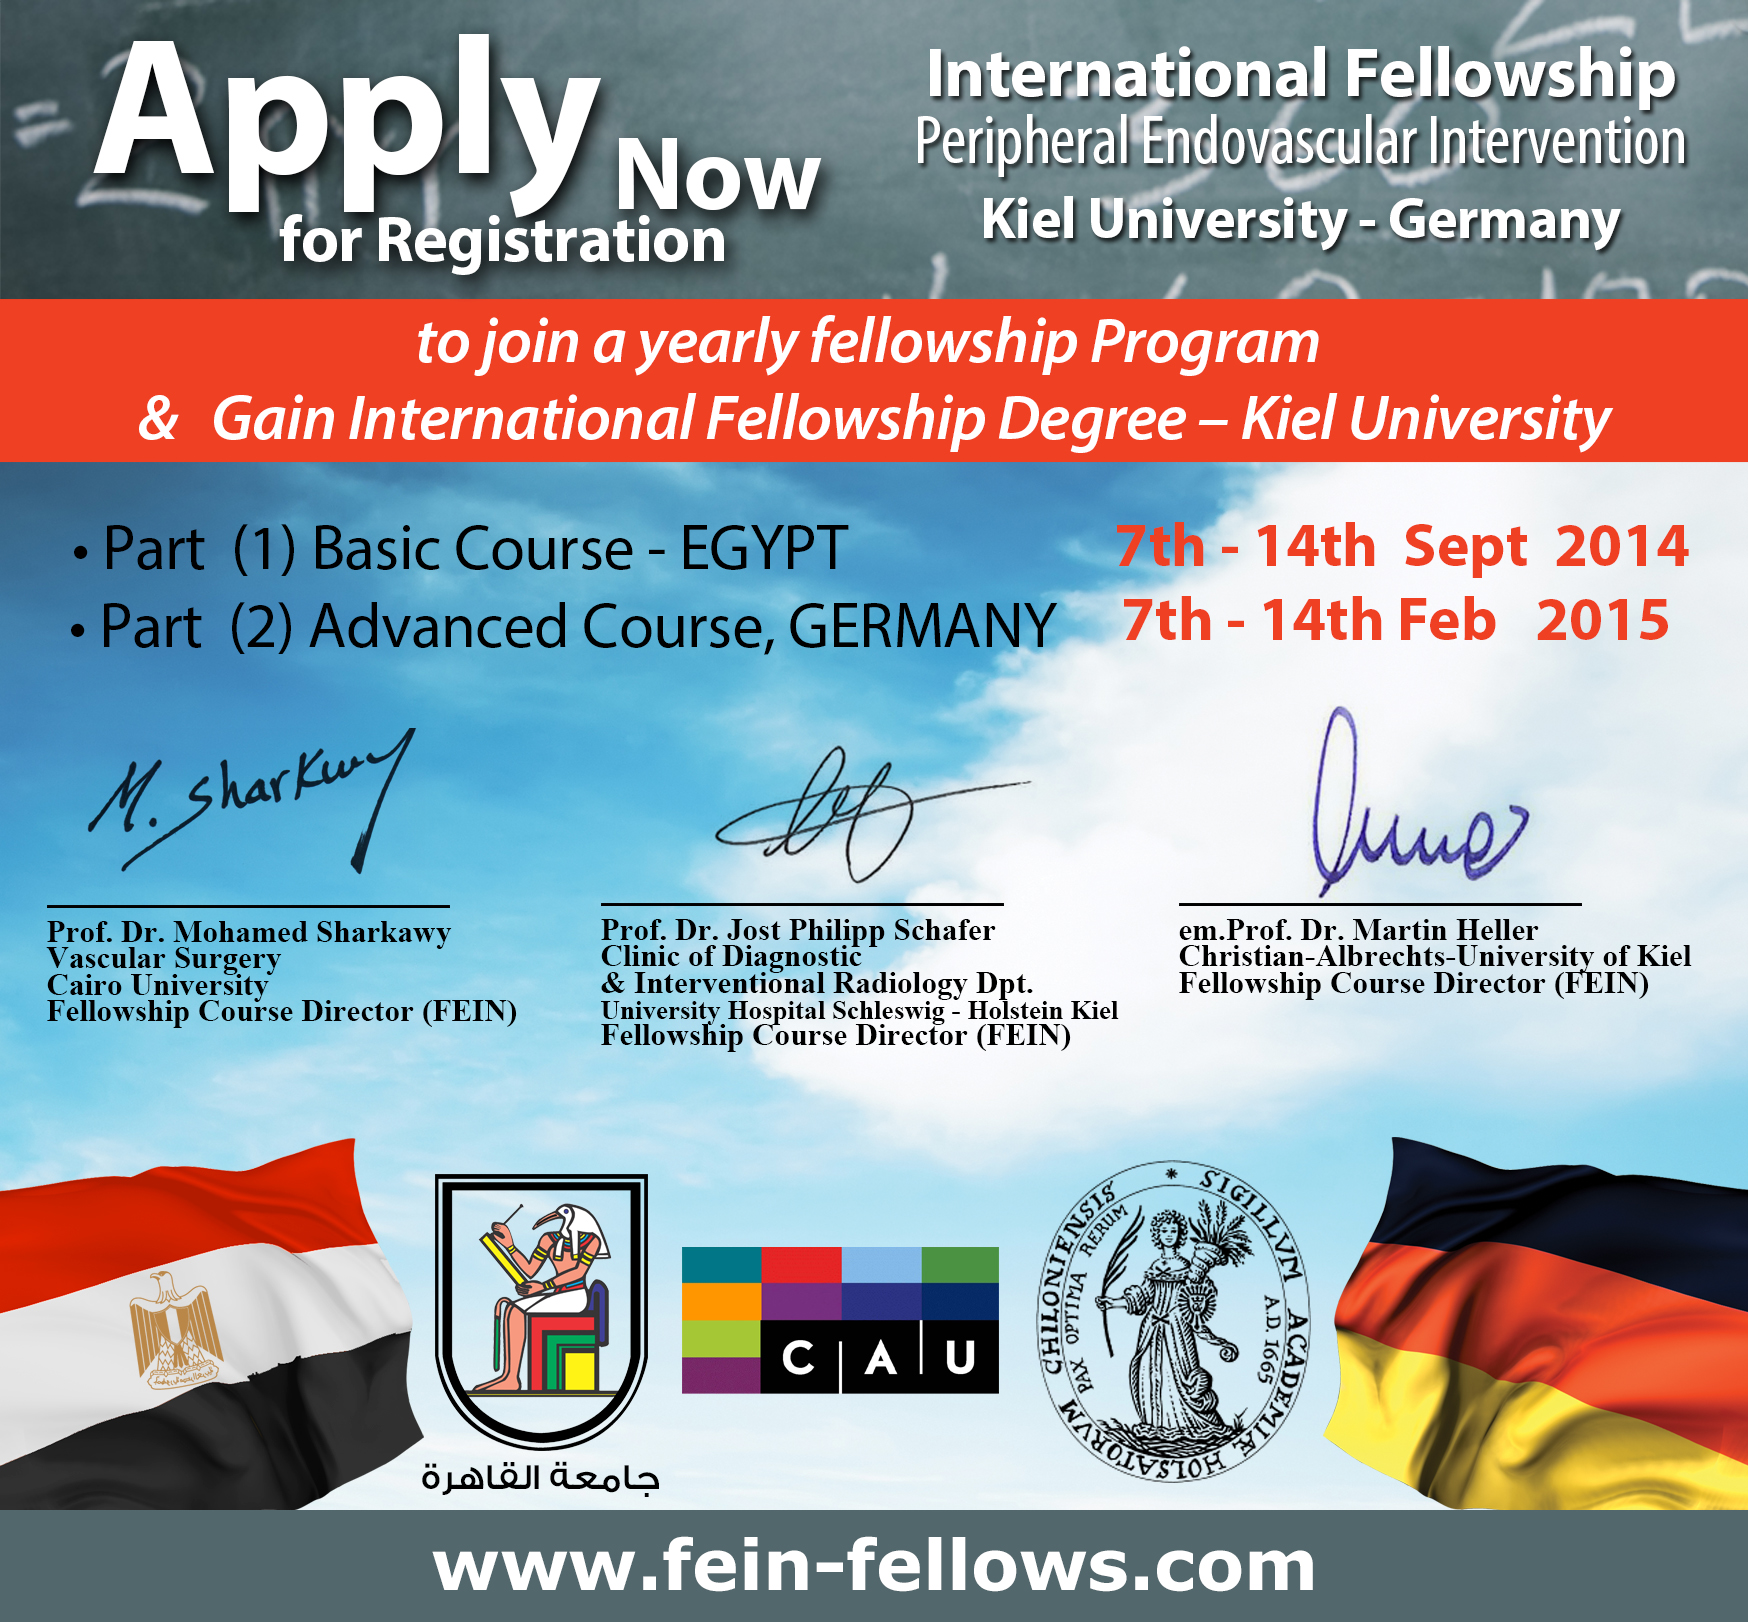 Apply Now
for Registration
International Fellowship
Peripheral Endovascular Intervention
Kiel University - Germany
to join a yearly fellowship Program
& Gain International Fellowship Degree – Kiel University
• Part (1) Basic Course - EGYPT 7th - 14th Sept 2014
• Part (2) Advanced Course, GERMANY 7th - 14th Feb 2015
M. Sharkawy
Prof. Dr. Mohamed Sharkawy
Vascular Surgery
Cairo University
Fellowship Course Director (FEIN)
Prof. Dr. Jost Philipp Schafer
Clinic of Diagnostic
& Interventional Radiology Dpt.
University Hospital Schleswig - Holstein Kiel
Fellowship Course Director (FEIN)
em.Prof. Dr. Martin Heller
Christian-Albrechts-University of Kiel
Fellowship Course Director (FEIN)
جامعة القاهرة
C A U
* SIGILLVM ACADEMIÆ HOLSATORVM CHILONIENSIS
PAX OPTIMA RERUM
A.D. 1665
www.fein-fellows.com